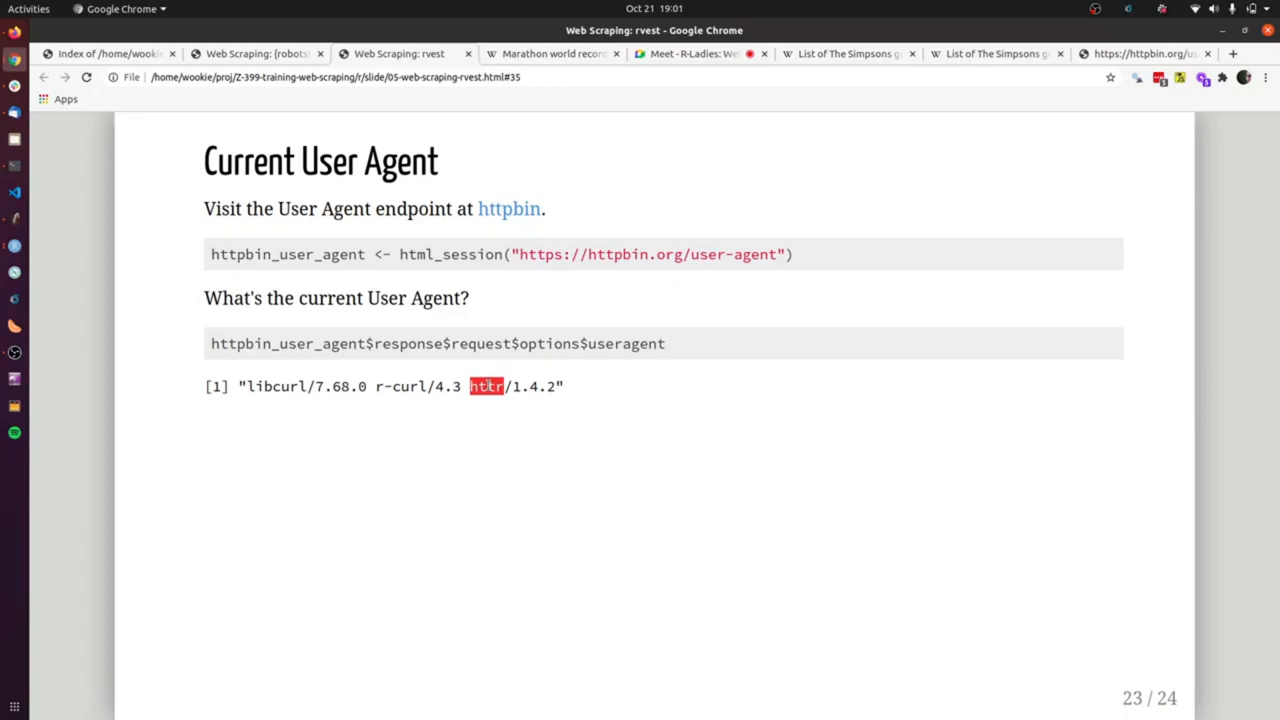 Activities
Google Chrome
Oct 21 19:01
Web Scraping: rvest - Google Chrome
Index of /home/wookie
Web Scraping: {robots
Web Scraping: rvest
Marathon world recor
Meet - R-Ladies: We
List of The Simpsons g
List of The Simpsons g
https://httpbin.org/us
File
/home/wookie/proj/Z-399-training-web-scraping/r/slide/05-web-scraping-rvest.html#35
Apps
Current User Agent
Visit the User Agent endpoint at httpbin.
httpbin_user_agent <- html_session("https://httpbin.org/user-agent")
What's the current User Agent?
httpbin_user_agent$response$request$options$useragent
[1] "libcurl/7.68.0 r-curl/4.3 httr/1.4.2"
23 / 24